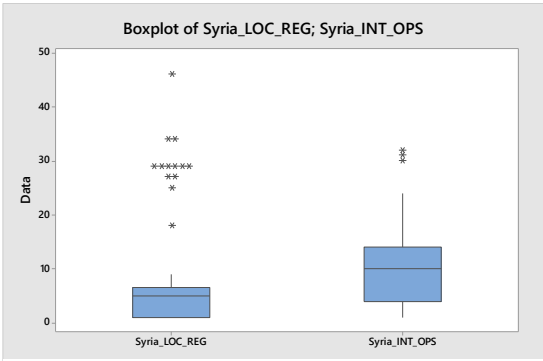 Boxplot of Syria_LOC_REG; Syria_INT_OPS
50
40
30
20
10
0
Data
Syria_LOC_REG Syria_INT_OPS